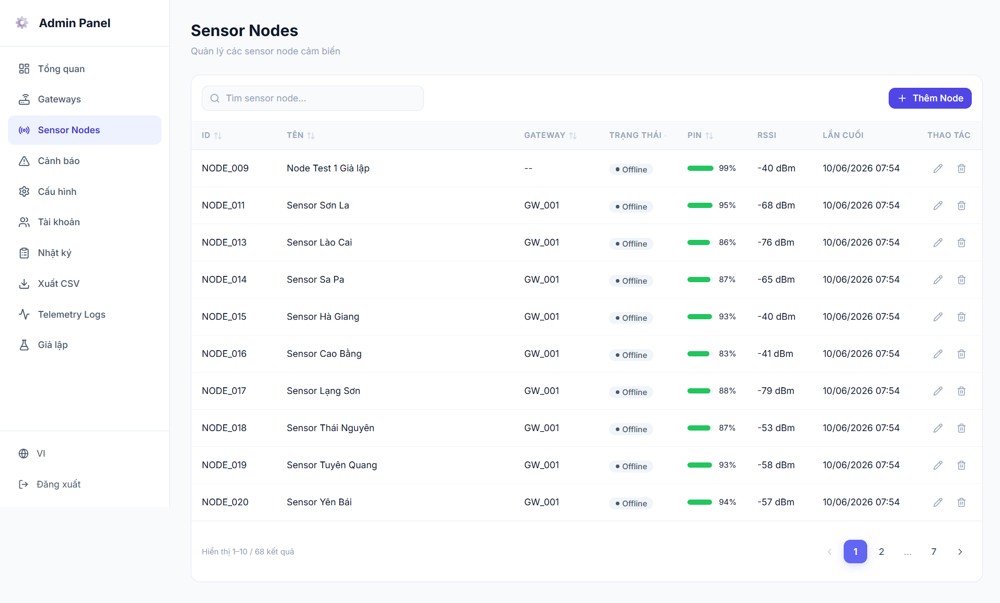 Admin Panel
Tổng quan
Gateways
Sensor Nodes
Cảnh báo
Cấu hình
Tài khoản
Nhật ký
Xuất CSV
Telemetry Logs
Giả lập
VI
Đăng xuất
Sensor Nodes
Quản lý các sensor node cảm biến
Tìm sensor node...
Thêm Node
ID TÊN GATEWAY TRẠNG THÁI PIN RSSI LẦN CUỐI THAO TÁC
NODE_009 Node Test 1 Giả lập -- Offline 99% -40 dBm 10/06/2026 07:54
NODE_011 Sensor Sơn La GW_001 Offline 95% -68 dBm 10/06/2026 07:54
NODE_013 Sensor Lào Cai GW_001 Offline 86% -76 dBm 10/06/2026 07:54
NODE_014 Sensor Sa Pa GW_001 Offline 87% -65 dBm 10/06/2026 07:54
NODE_015 Sensor Hà Giang GW_001 Offline 93% -40 dBm 10/06/2026 07:54
NODE_016 Sensor Cao Bằng GW_001 Offline 83% -41 dBm 10/06/2026 07:54
NODE_017 Sensor Lạng Sơn GW_001 Offline 88% -79 dBm 10/06/2026 07:54
NODE_018 Sensor Thái Nguyên GW_001 Offline 87% -53 dBm 10/06/2026 07:54
NODE_019 Sensor Tuyên Quang GW_001 Offline 93% -58 dBm 10/06/2026 07:54
NODE_020 Sensor Yên Bái GW_001 Offline 94% -57 dBm 10/06/2026 07:54
Hiển thị 1–10 / 68 kết quả
1 2 ... 7